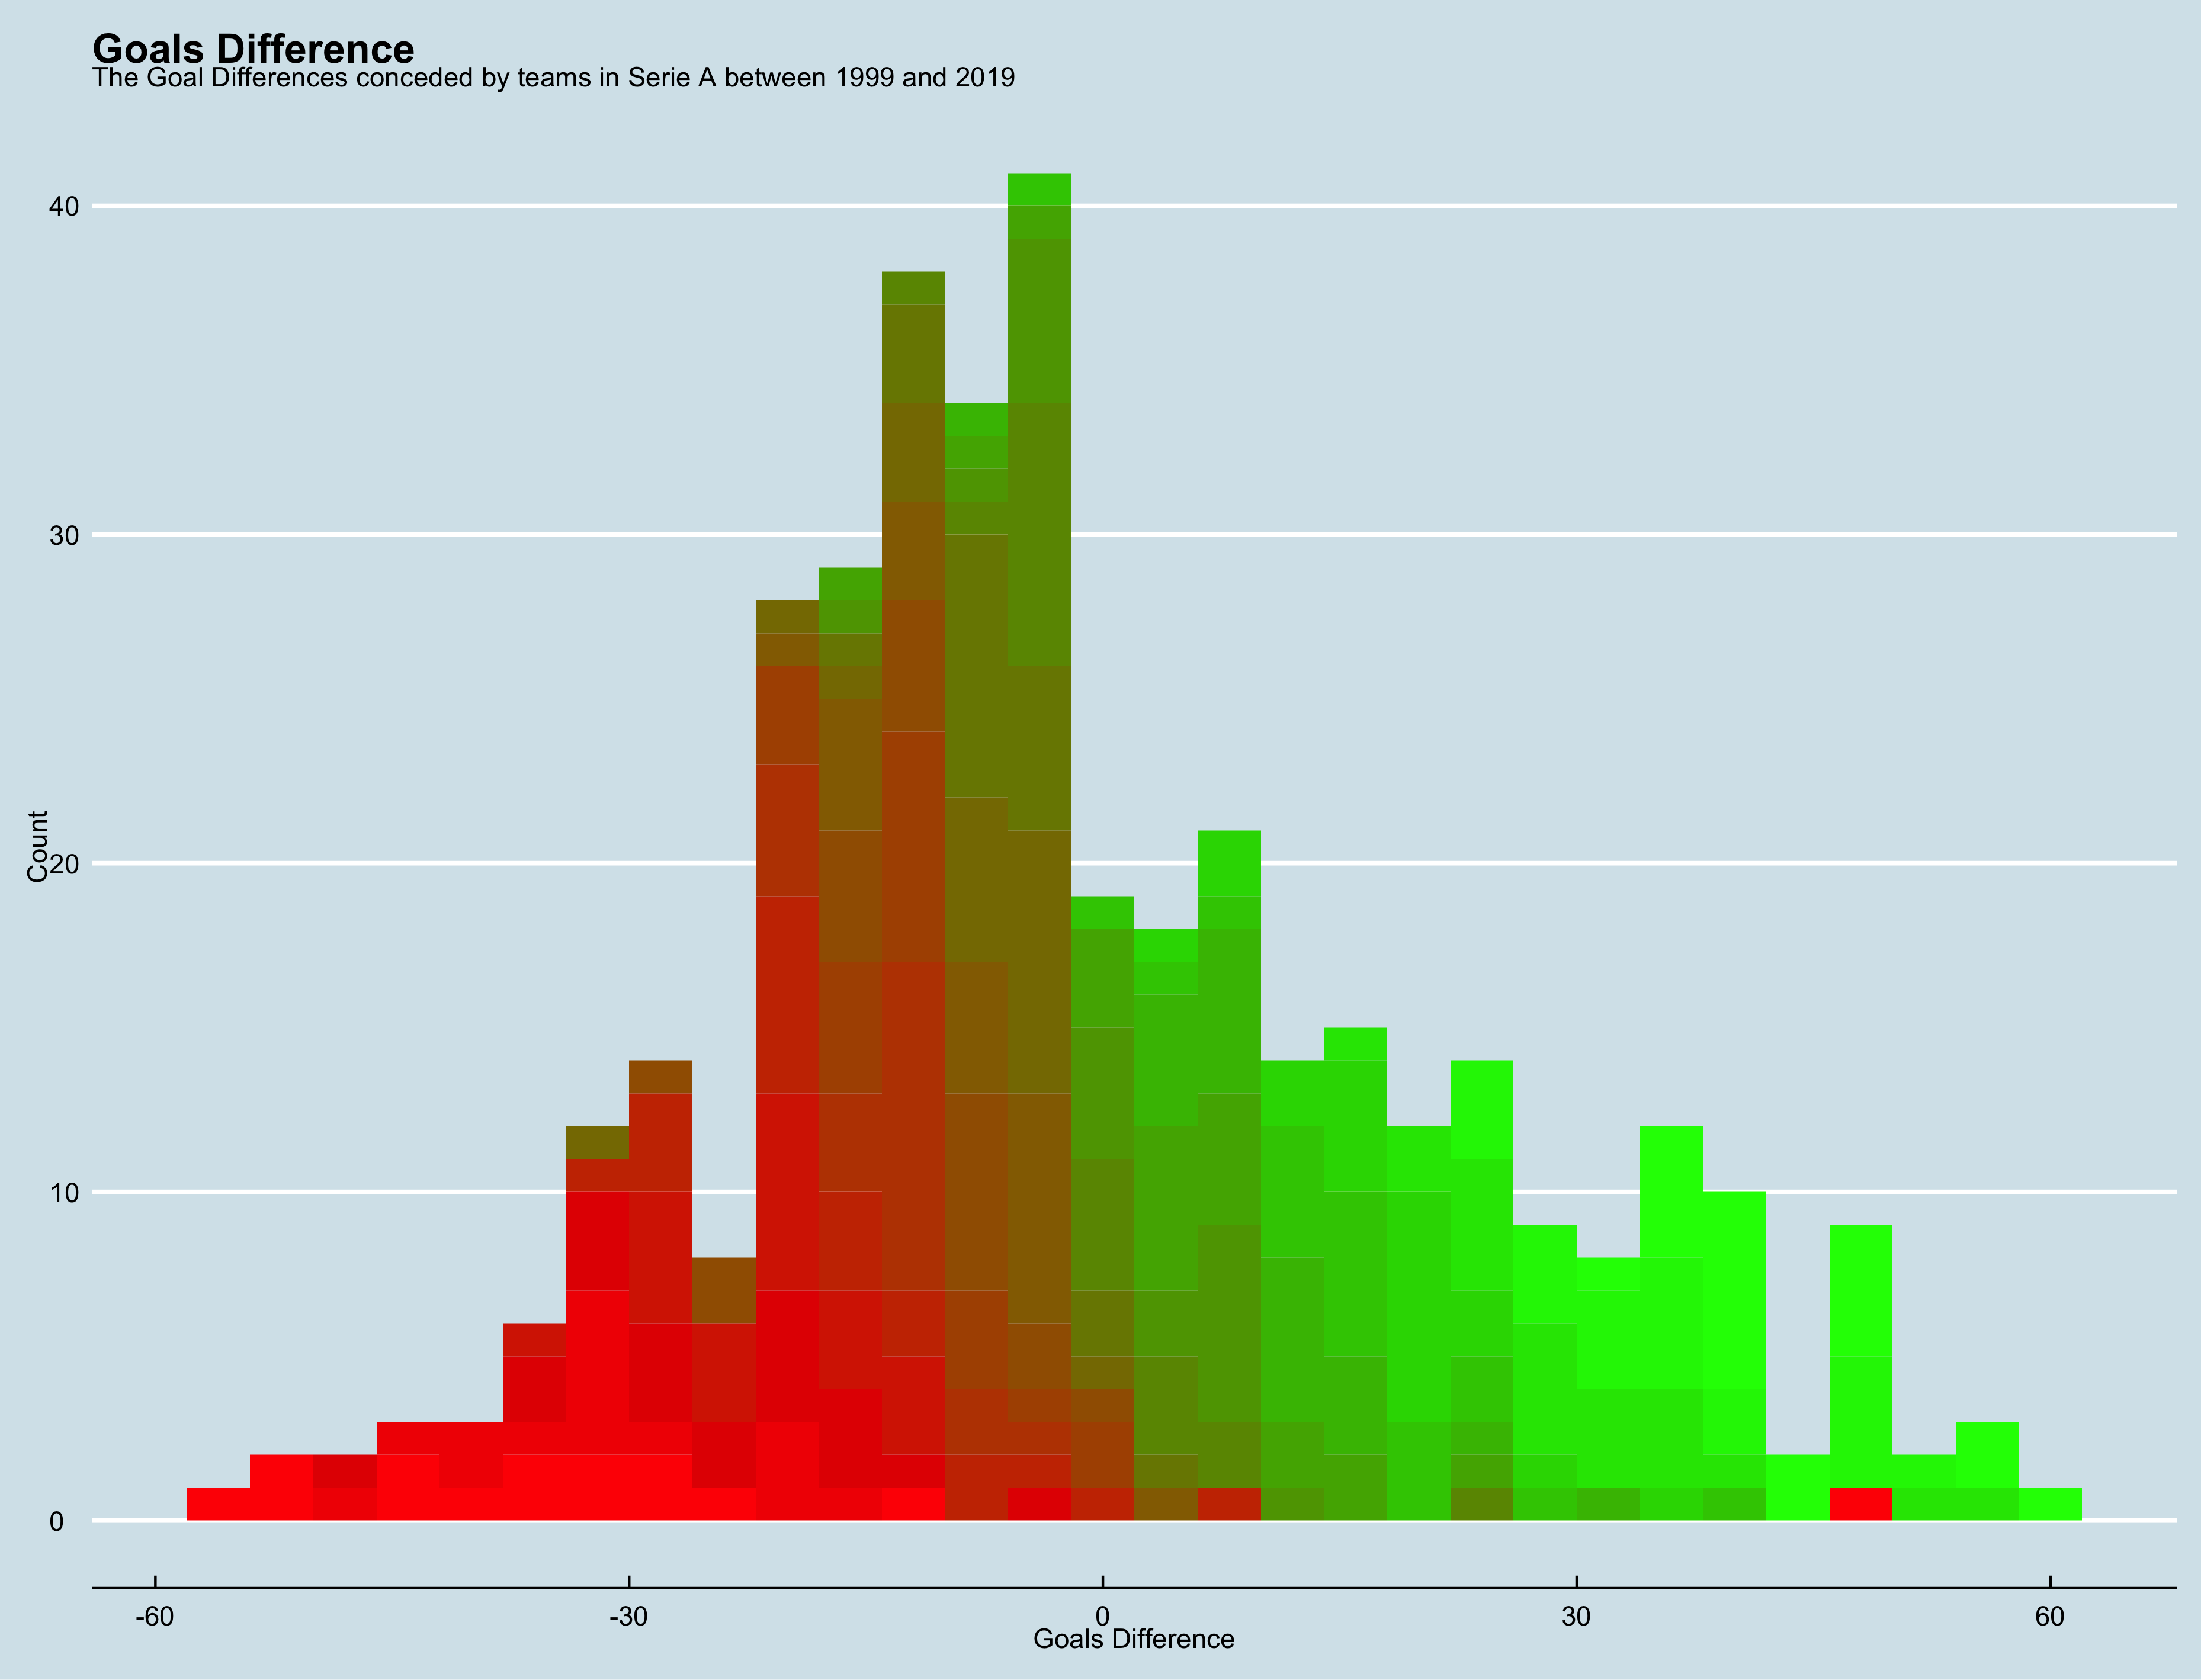 Goals Difference
The Goal Differences conceded by teams in Serie A between 1999 and 2019
40
30
20
10
0
Count
-60
-30
0
30
60
Goals Difference